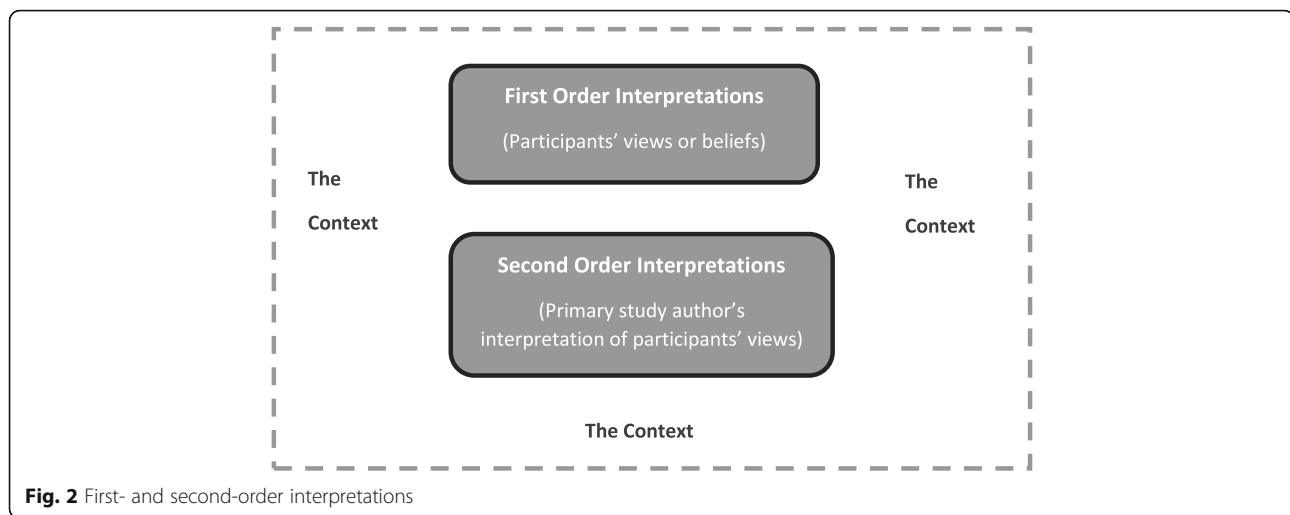 First Order Interpretations
(Participants’ views or beliefs)
The
Context
The
Context
Second Order Interpretations
(Primary study author’s
interpretation of participants’ views)
The Context
Fig. 2 First- and second-order interpretations